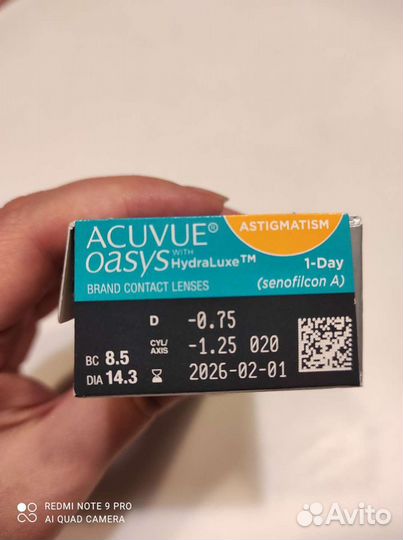 ASTIGMATISM
ACUVUE®
oasys WITH HydraLuxe™
1-Day
BRAND CONTACT LENSES
(senofilcon A)
D -0.75
CYL/AXIS -1.25 020
BC 8.5
DIA 14.3
2026-02-01
REDMI NOTE 9 PRO
AI QUAD CAMERA
Avito